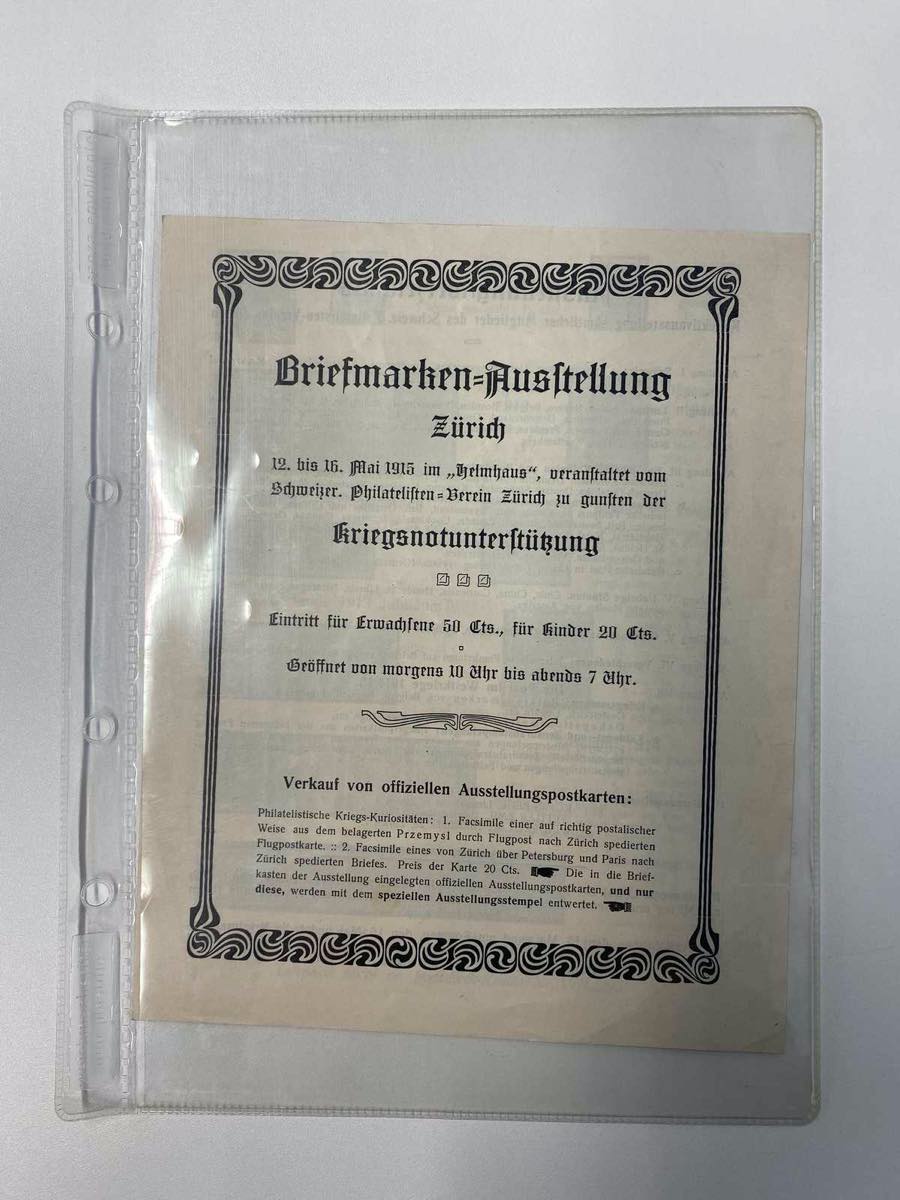 Briefmarken=Ausstellung
Zürich
12. bis 16. Mai 1915 im „Helmhaus“, veranstaltet vom
Schweizer. Philatelisten=Verein Zürich zu gunsten der
Kriegsnotunterstützung
Eintritt für Erwachsene 50 Cts., für Kinder 20 Cts.
Geöffnet von morgens 10 Uhr bis abends 7 Uhr.
Verkauf von offiziellen Ausstellungspostkarten:
Philatelistische Kriegs-Kuriositäten: 1. Facsimile einer auf richtig postalischer
Weise aus dem belagerten Przemysl durch Flugpost nach Zürich spedierten
Flugpostkarte. :: 2. Facsimile eines von Zürich über Petersburg und Paris nach
Zürich spedierten Briefes. Preis der Karte 20 Cts. Die in die Brief-
kasten der Ausstellung eingelegten offiziellen Ausstellungspostkarten, und nur
diese, werden mit dem speziellen Ausstellungsstempel entwertet.